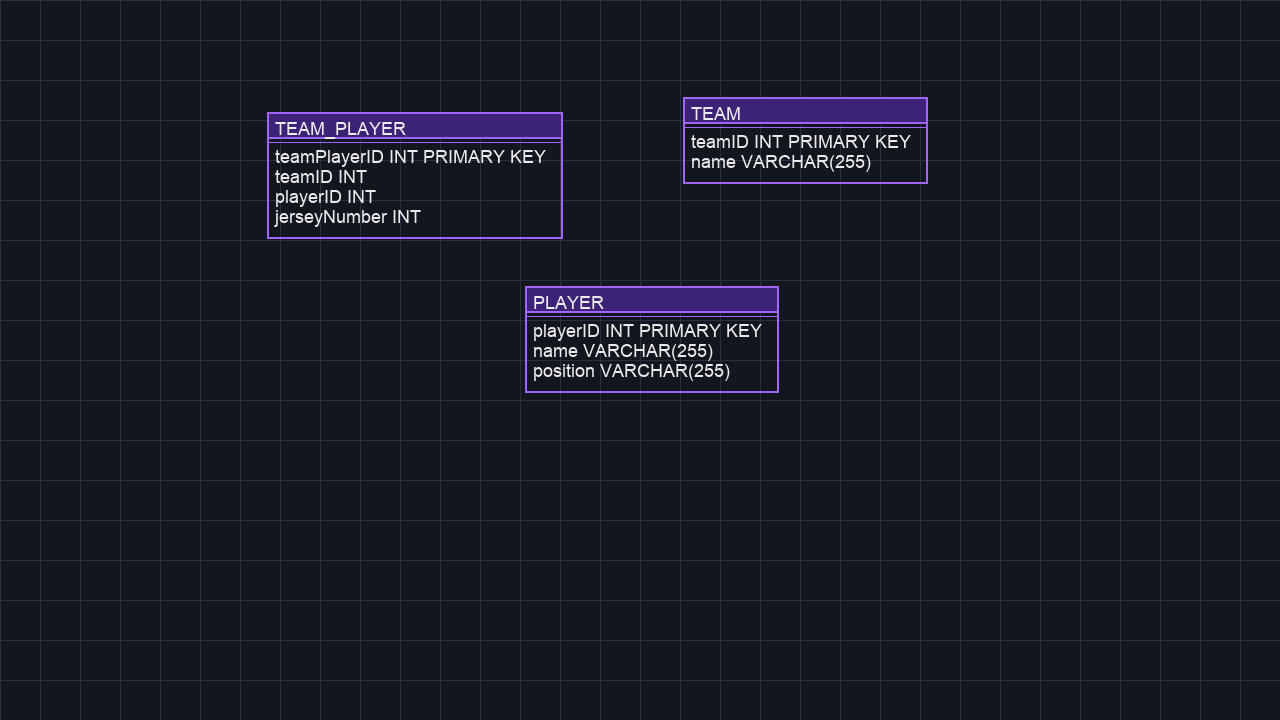 TEAM_PLAYER
teamPlayerID INT PRIMARY KEY
teamID INT
playerID INT
jerseyNumber INT
TEAM
teamID INT PRIMARY KEY
name VARCHAR(255)
PLAYER
playerID INT PRIMARY KEY
name VARCHAR(255)
position VARCHAR(255)